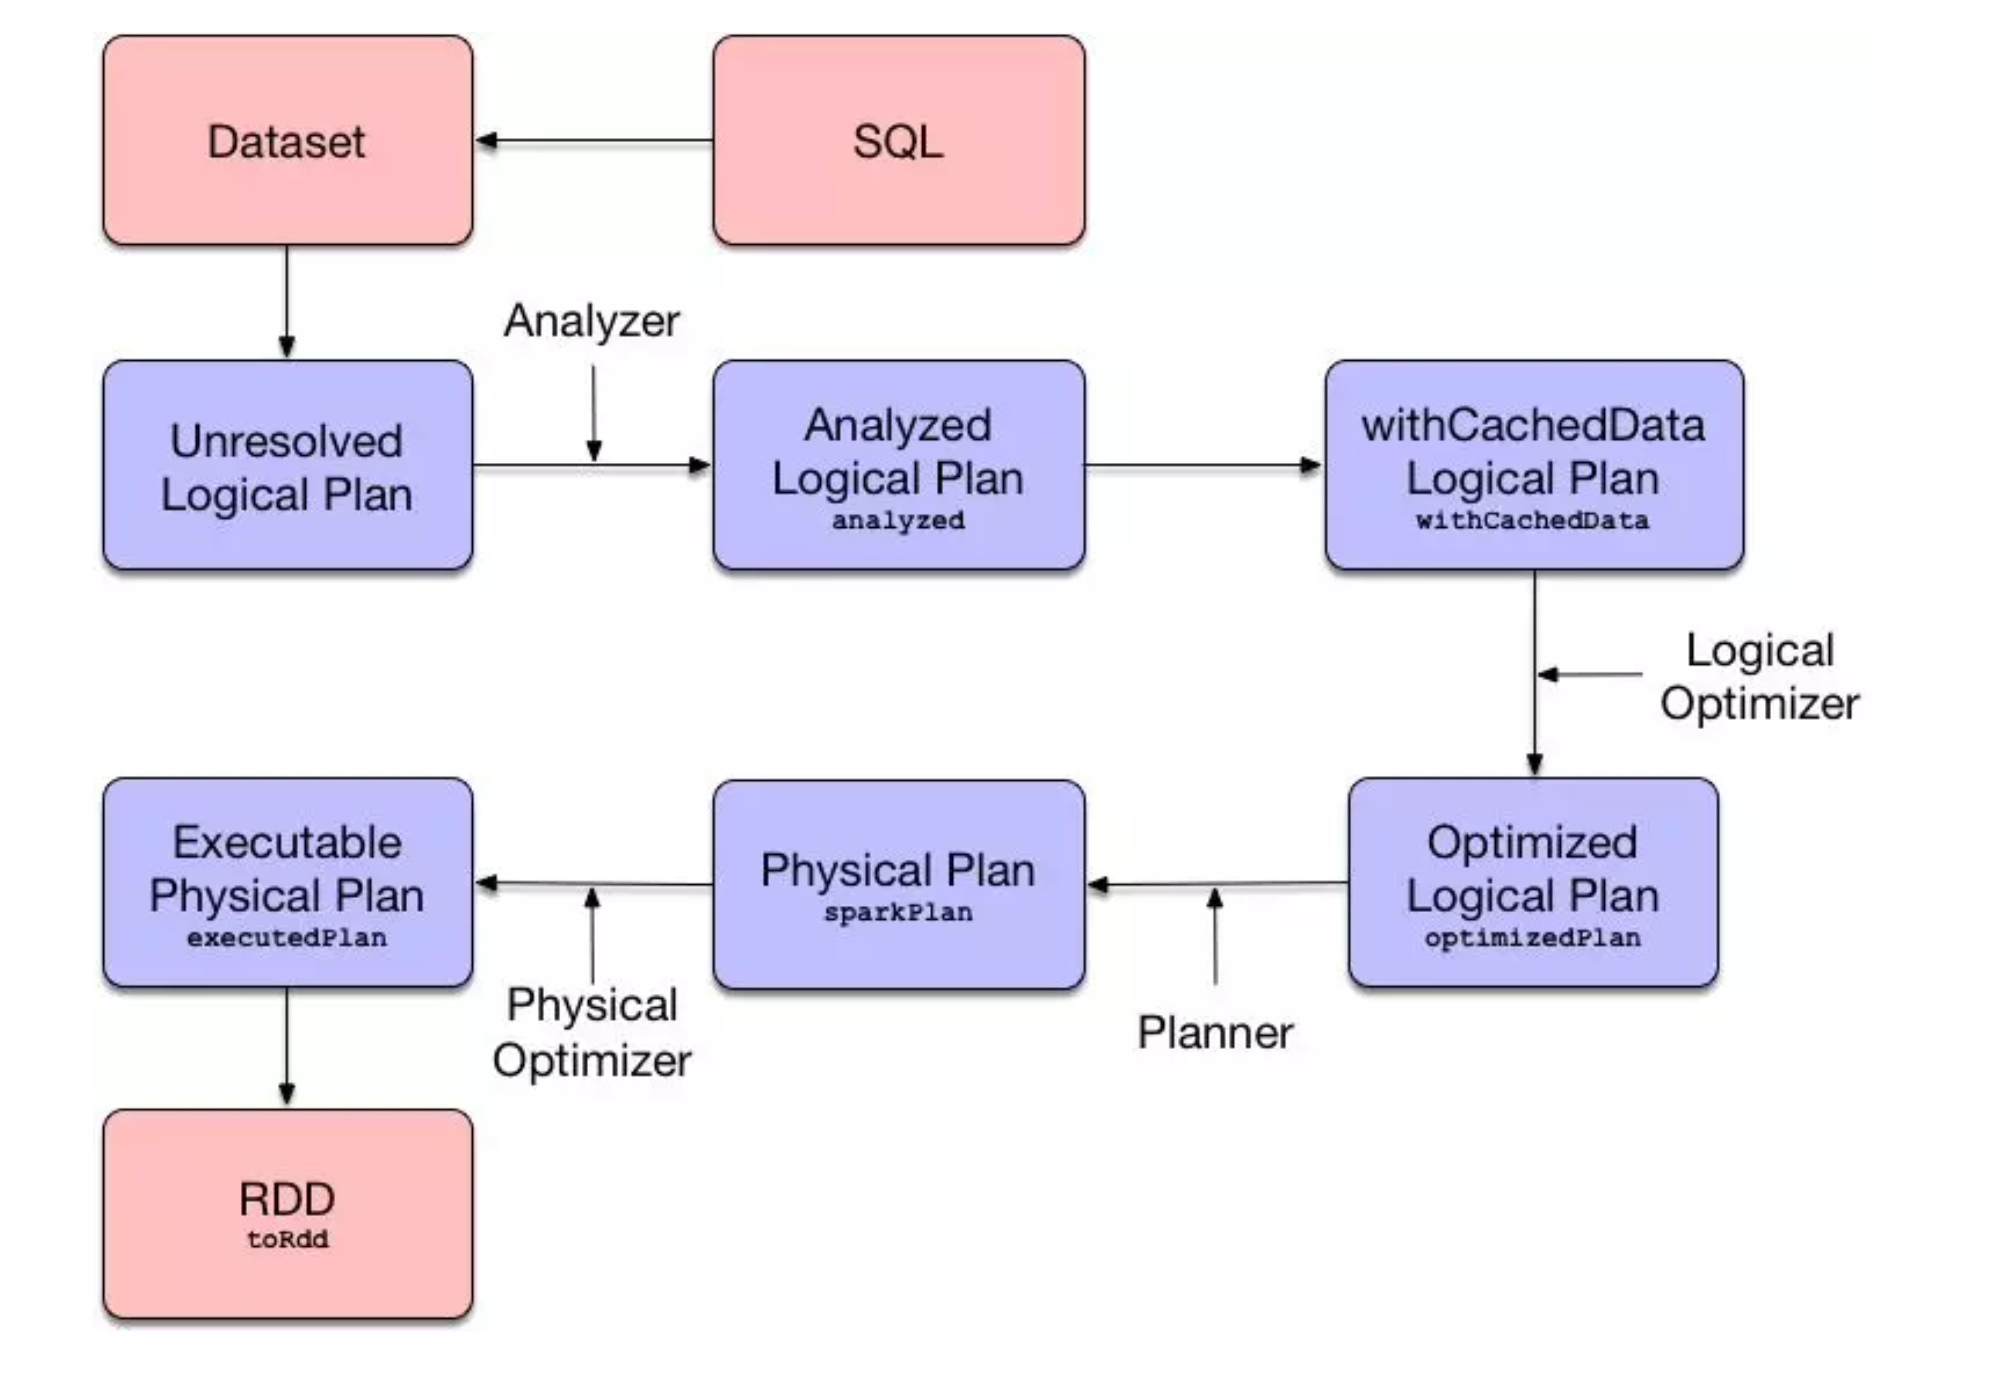 Dataset
SQL
Analyzer
Unresolved
Logical Plan
Analyzed
Logical Plan
analyzed
withCachedData
Logical Plan
withCachedData
Logical
Optimizer
Executable
Physical Plan
executedPlan
Physical Plan
sparkPlan
Optimized
Logical Plan
optimizedPlan
Physical
Optimizer
Planner
RDD
toRdd